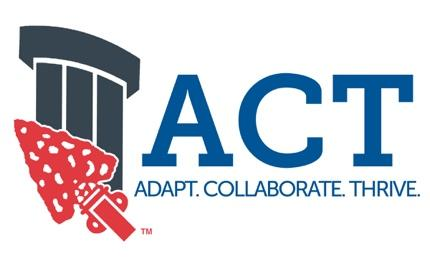 ACT
ADAPT. COLLABORATE. THRIVE.
TM